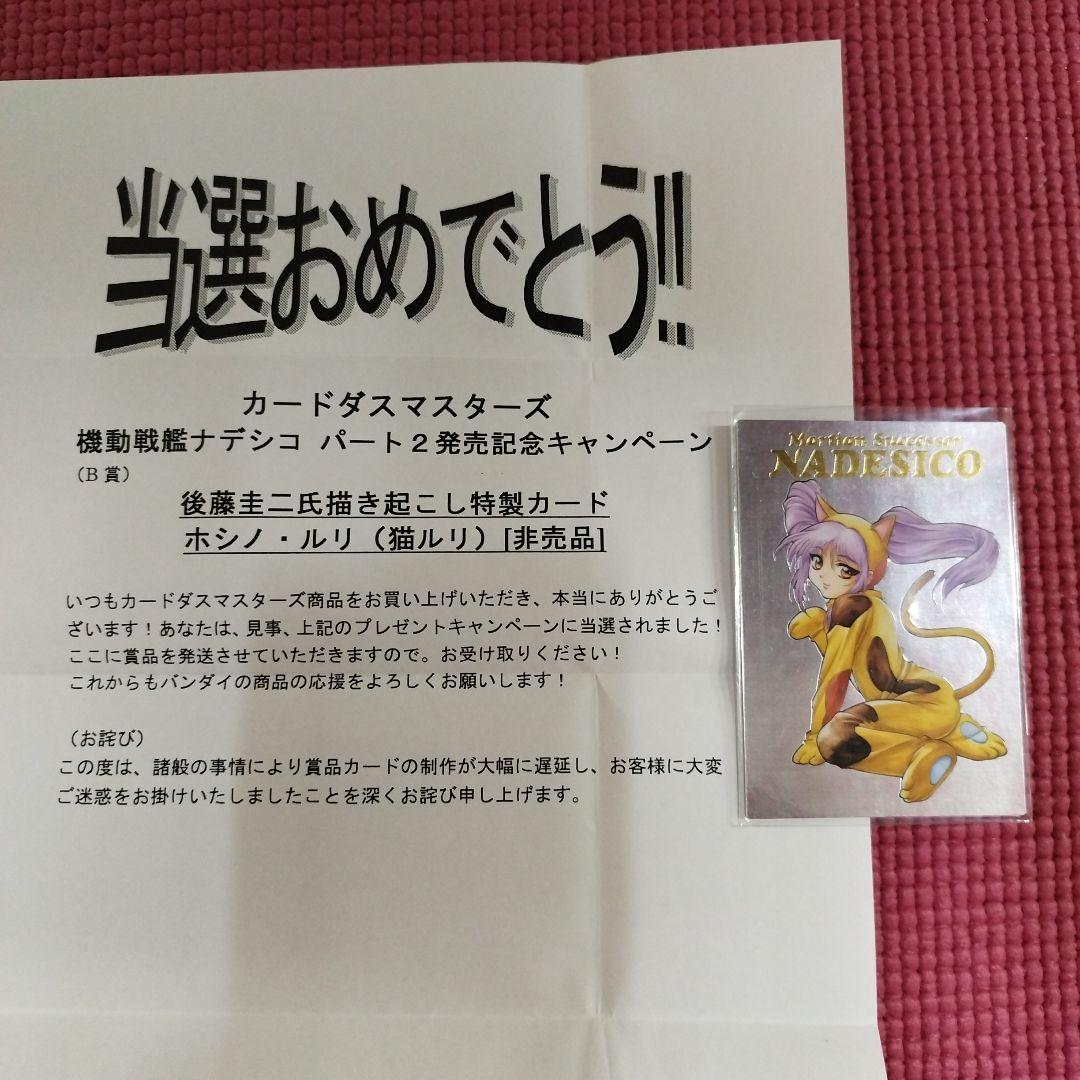 当選おめでとう!!
カードダスマスターズ
機動戦艦ナデシコ パート２発売記念キャンペーン
（B 賞）
後藤圭二氏描き起こし特製カード
ホシノ・ルリ（猫ルリ）[非売品]
いつもカードダスマスターズ商品をお買い上げいただき、本当にありがとうご
ざいます！あなたは、見事、上記のプレゼントキャンペーンに当選されました！
ここに賞品を発送させていただきますので。お受け取りください！
これからもバンダイの商品の応援をよろしくお願いします！
（お詫び）
この度は、諸般の事情により賞品カードの制作が大幅に遅延し、お客様に大変
ご迷惑をお掛けいたしましたことを深くお詫び申し上げます。
Martian Successor
NADESICO